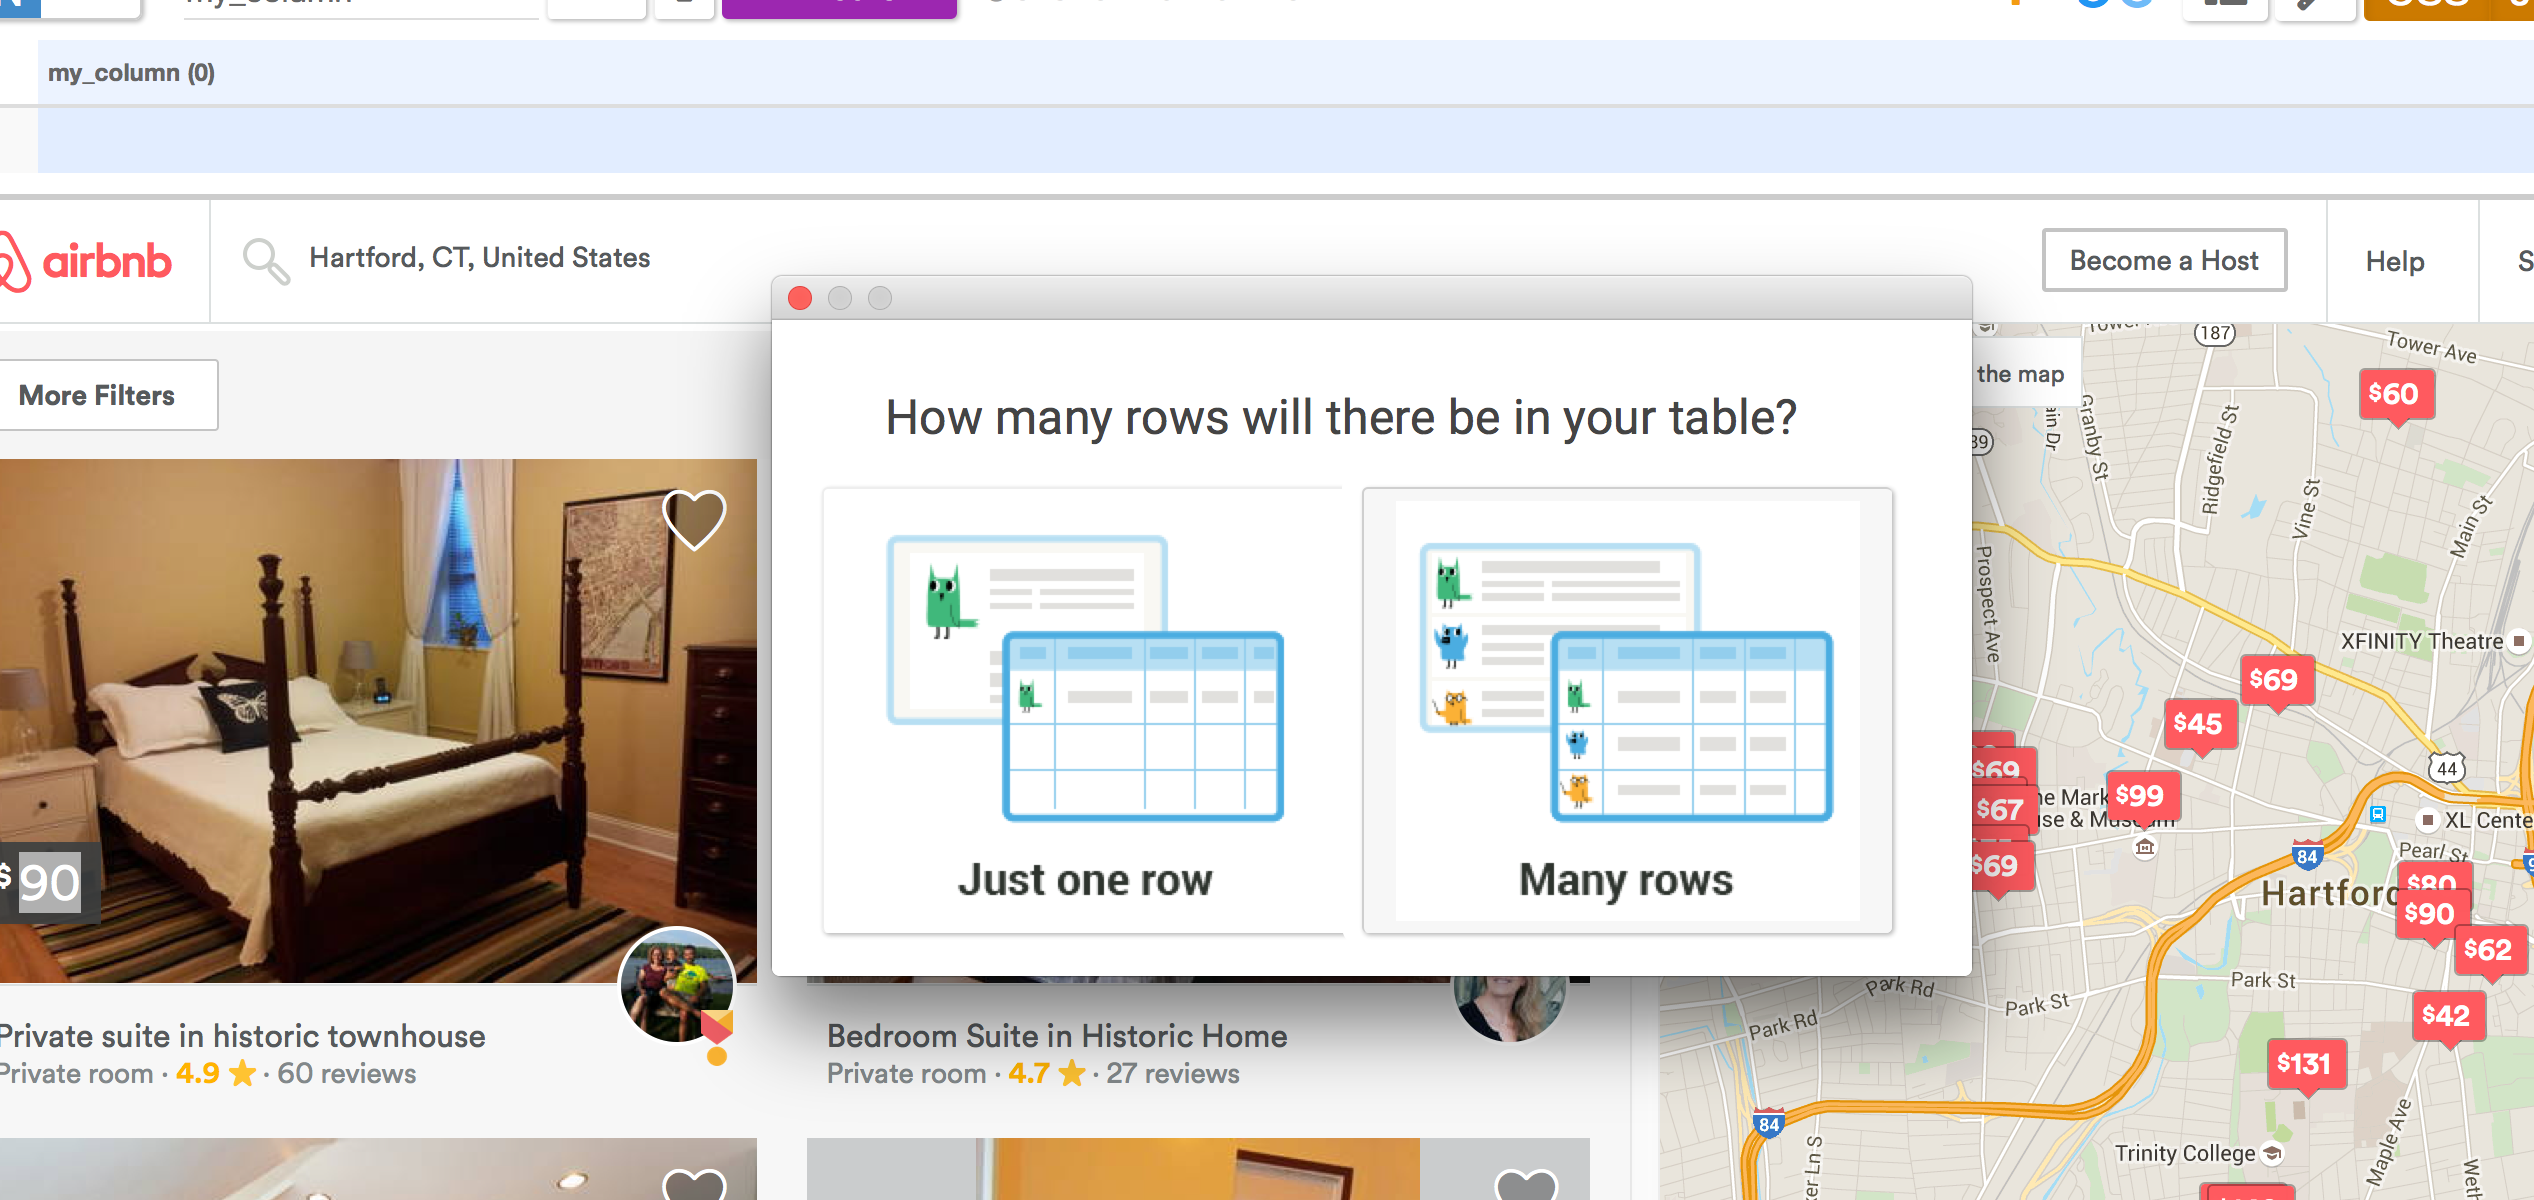 my_column
my_column (0)
airbnb
Hartford, CT, United States
Become a Host
Help
S
More Filters
the map
How many rows will there be in your table?
Just one row
Many rows
$90
Private suite in historic townhouse
Private room · 4.9 · 60 reviews
Bedroom Suite in Historic Home
Private room · 4.7 · 27 reviews
187
Tower Ave
$60
Granby St
Ridgefield St
Vine St
Main St
Prospect Ave
XFINITY Theatre
$69
$45
44
$69
$99
$67
XL Cente
Pearl St
84
$69
Hartford
$80
$90
$62
Park St
Park Rd
Park St
$42
Park Rd
$131
84
Trinity College
Maple Ave